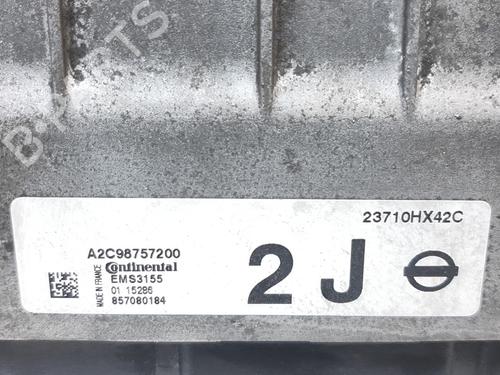 B-PARTS
23710HX42C
A2C98757200
MADE IN FRANCE
Continental
EMS3155
01 15286
857080184
2 J